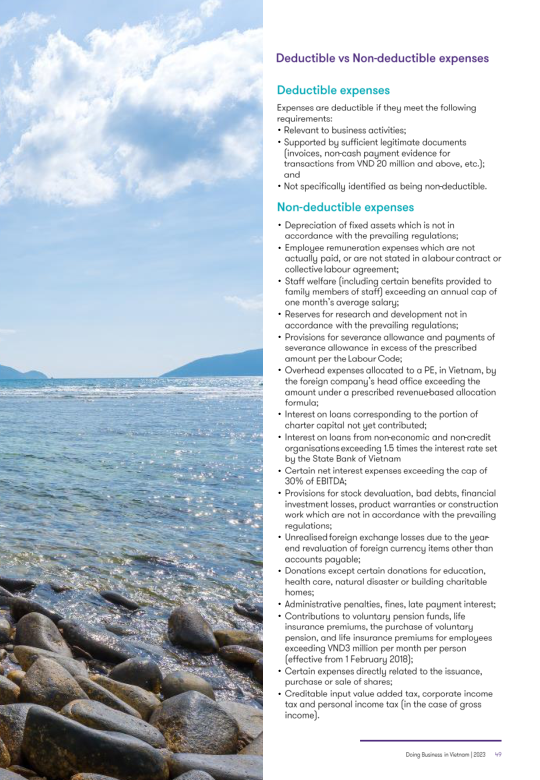 Deductible vs Non-deductible expenses
Deductible expenses
Expenses are deductible if they meet the following
requirements:
• Relevant to business activities;
• Supported by sufficient legitimate documents
(invoices, non-cash payment evidence for
transactions from VND 20 million and above, etc.);
and
• Not specifically identified as being non-deductible.
Non-deductible expenses
• Depreciation of fixed assets which is not in
accordance with the prevailing regulations;
• Employee remuneration expenses which are not
actually paid, or are not stated in a labour contract or
collective labour agreement;
• Staff welfare (including certain benefits provided to
family members of staff) exceeding an annual cap of
one month's average salary;
• Reserves for research and development not in
accordance with the prevailing regulations;
• Provisions for severance allowance and payments of
severance allowance in excess of the prescribed
amount per the Labour Code;
• Overhead expenses allocated to a PE, in Vietnam, by
the foreign company's head office exceeding the
amount under a prescribed revenue-based allocation
formula;
• Interest on loans corresponding to the portion of
charter capital not yet contributed;
• Interest on loans from non-economic and non-credit
organisations exceeding 1.5 times the interest rate set
by the State Bank of Vietnam
• Certain net interest expenses exceeding the cap of
30% of EBITDA;
• Provisions for stock devaluation, bad debts, financial
investment losses, product warranties or construction
work which are not in accordance with the prevailing
regulations;
• Unrealised foreign exchange losses due to the year-
end revaluation of foreign currency items other than
accounts payable;
• Donations except certain donations for education,
health care, natural disaster or building charitable
homes;
• Administrative penalties, fines, late payment interest;
• Contributions to voluntary pension funds, life
insurance premiums, the purchase of voluntary
pension, and life insurance premiums for employees
exceeding VND3 million per month per person
(effective from 1 February 2018);
• Certain expenses directly related to the issuance,
purchase or sale of shares;
• Creditable input value added tax, corporate income
tax and personal income tax (in the case of gross
income).
Doing Business in Vietnam | 2023 49